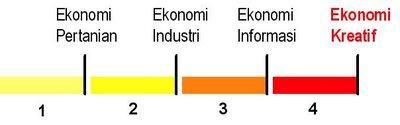 Ekonomi
Pertanian
Ekonomi
Industri
Ekonomi
Informasi
Ekonomi
Kreatif
1
2
3
4